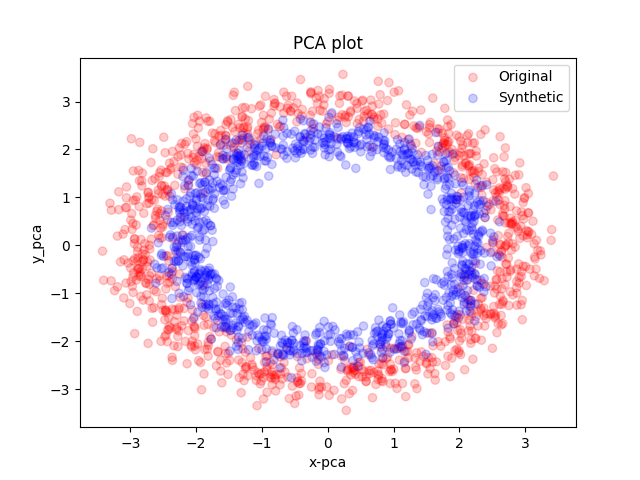 PCA plot
Original
Synthetic
3
2
1
0
−1
−2
−3
y_pca
−3 −2 −1 0 1 2 3
x-pca